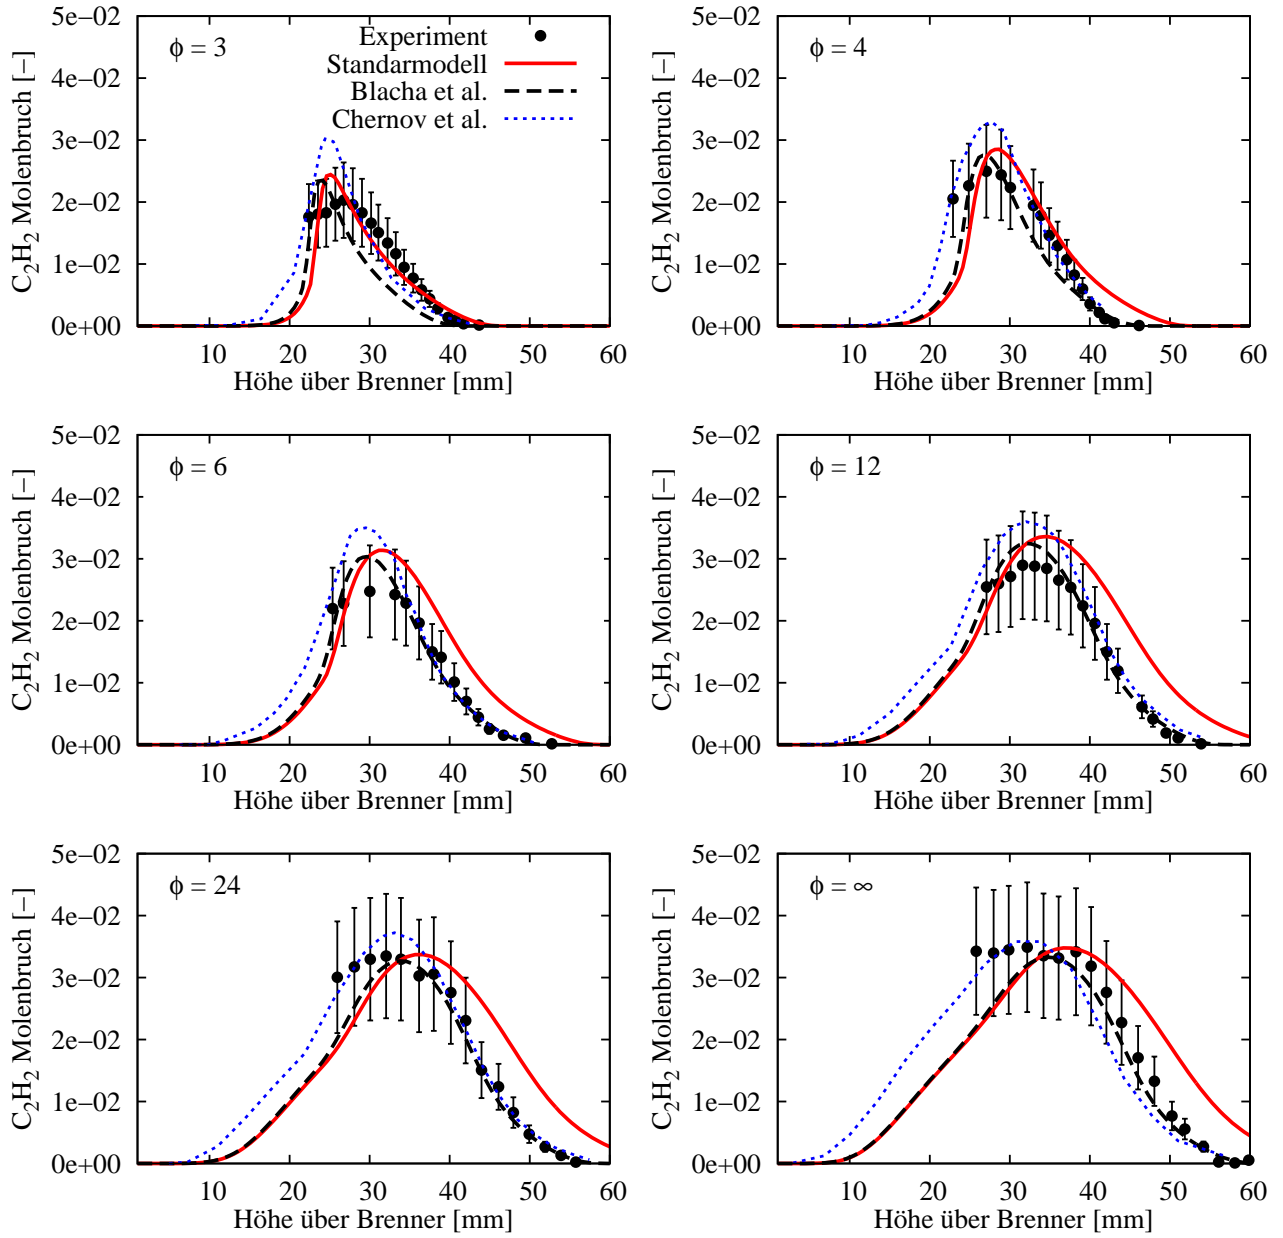 5e−02
4e−02
3e−02
2e−02
1e−02
0e+00
C₂H₂ Molenbruch [−]
ϕ = 3
Experiment
Standarmodell
Blacha et al.
Chernov et al.
10 20 30 40 50 60
Höhe über Brenner [mm]
5e−02
4e−02
3e−02
2e−02
1e−02
0e+00
C₂H₂ Molenbruch [−]
ϕ = 4
10 20 30 40 50 60
Höhe über Brenner [mm]
5e−02
4e−02
3e−02
2e−02
1e−02
0e+00
C₂H₂ Molenbruch [−]
ϕ = 6
10 20 30 40 50 60
Höhe über Brenner [mm]
5e−02
4e−02
3e−02
2e−02
1e−02
0e+00
C₂H₂ Molenbruch [−]
ϕ = 12
10 20 30 40 50 60
Höhe über Brenner [mm]
5e−02
4e−02
3e−02
2e−02
1e−02
0e+00
C₂H₂ Molenbruch [−]
ϕ = 24
10 20 30 40 50 60
Höhe über Brenner [mm]
5e−02
4e−02
3e−02
2e−02
1e−02
0e+00
C₂H₂ Molenbruch [−]
ϕ = ∞
10 20 30 40 50 60
Höhe über Brenner [mm]